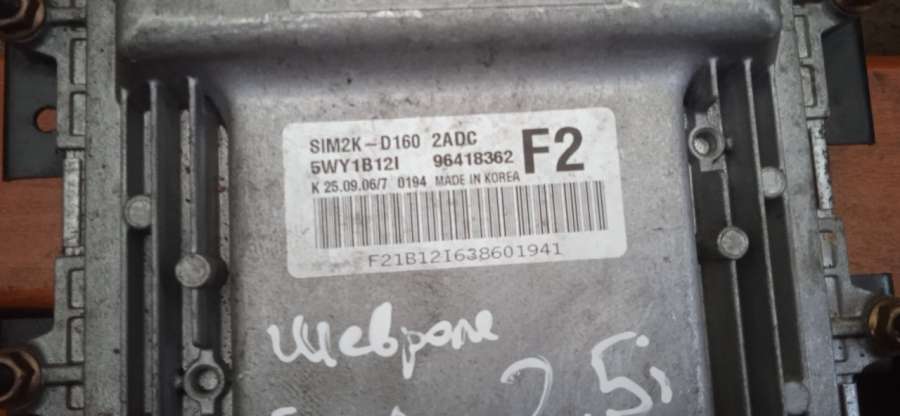 SIM2K-D160 2ADC F2
5WY1B12I 96418362
K 25.09.06/7 0194 MADE IN KOREA
F21B12I638601941
Шевроле
2.5i